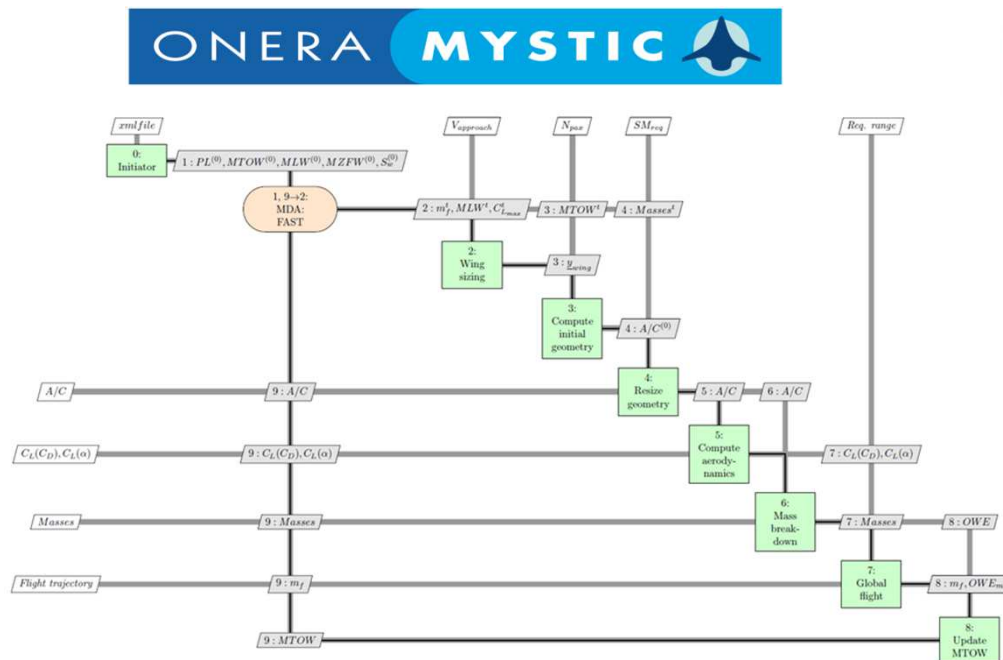 ONERA MYSTIC
xmlfile V_approach N_pax SM_req Req. range
0:
Initiator
1 : PL^(0), MTOW^(0), MLW^(0), MZFW^(0), S_w^(0)
1, 9→2:
MDA:
FAST
2 : m_f^t, MLW^t, C_{L_max}^t
3 : MTOW^t
4 : Masses^t
2:
Wing
sizing
3 : y_wing
3:
Compute
initial
geometry
4 : A/C^(0)
A/C
9 : A/C
4:
Resize
geometry
5 : A/C
6 : A/C
C_L(C_D), C_L(α)
9 : C_L(C_D), C_L(α)
5:
Compute
aerody-
namics
7 : C_L(C_D), C_L(α)
Masses
9 : Masses
6:
Mass
break-
down
7 : Masses
8 : OWE
Flight trajectory
9 : m_f
7:
Global
flight
8 : m_f, OWE_m
9 : MTOW
8:
Update
MTOW